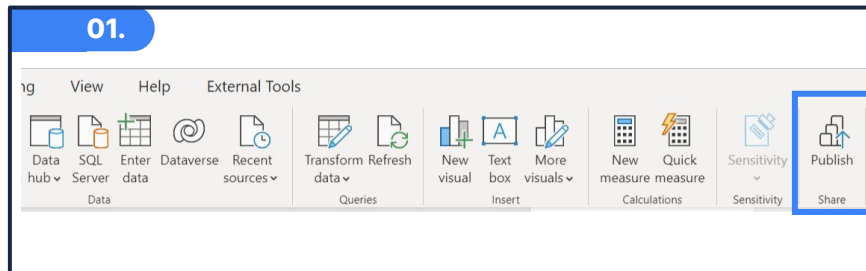 01.
ng View Help External Tools
A
Data SQL Enter Dataverse Recent Transform Refresh New Text More New Quick Sensitivity Publish
hub Server data sources data visual box visuals measure measure
Data Queries Insert Calculations Sensitivity Share